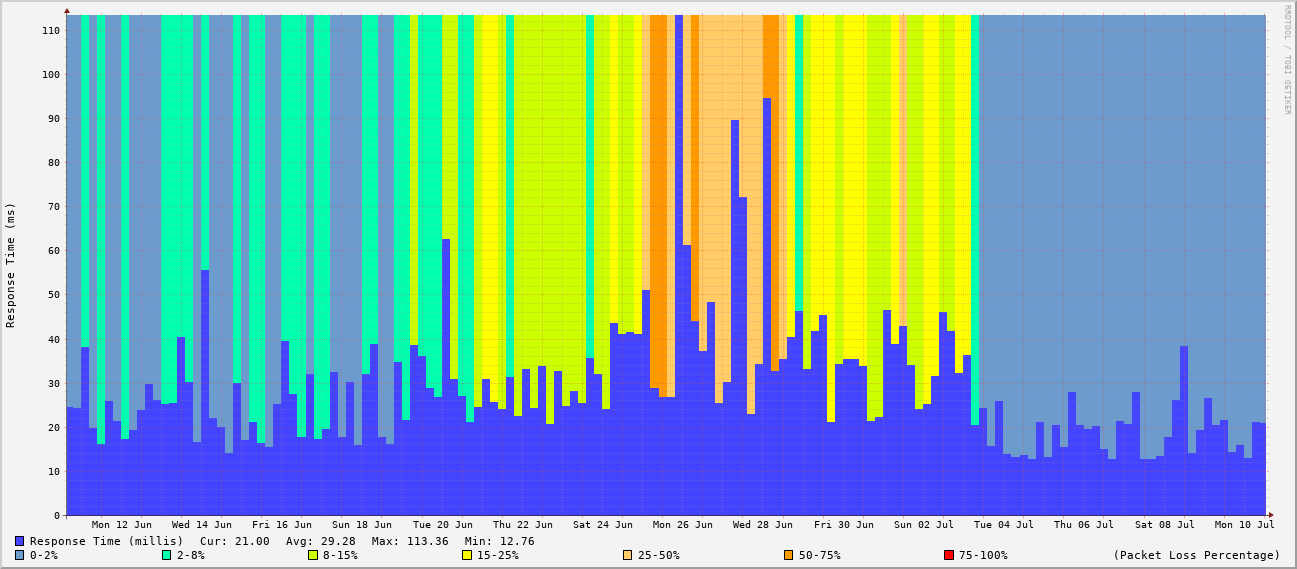 RRDTOOL / TOBI OETIKER
Response Time (ms)
110
100
90
80
70
60
50
40
30
20
10
0
Mon 12 Jun Wed 14 Jun Fri 16 Jun Sun 18 Jun Tue 20 Jun Thu 22 Jun Sat 24 Jun Mon 26 Jun Wed 28 Jun Fri 30 Jun Sun 02 Jul Tue 04 Jul Thu 06 Jul Sat 08 Jul Mon 10 Jul
Response Time (millis) Cur: 21.00 Avg: 29.28 Max: 113.36 Min: 12.76
0-2% 2-8% 8-15% 15-25% 25-50% 50-75% 75-100% (Packet Loss Percentage)